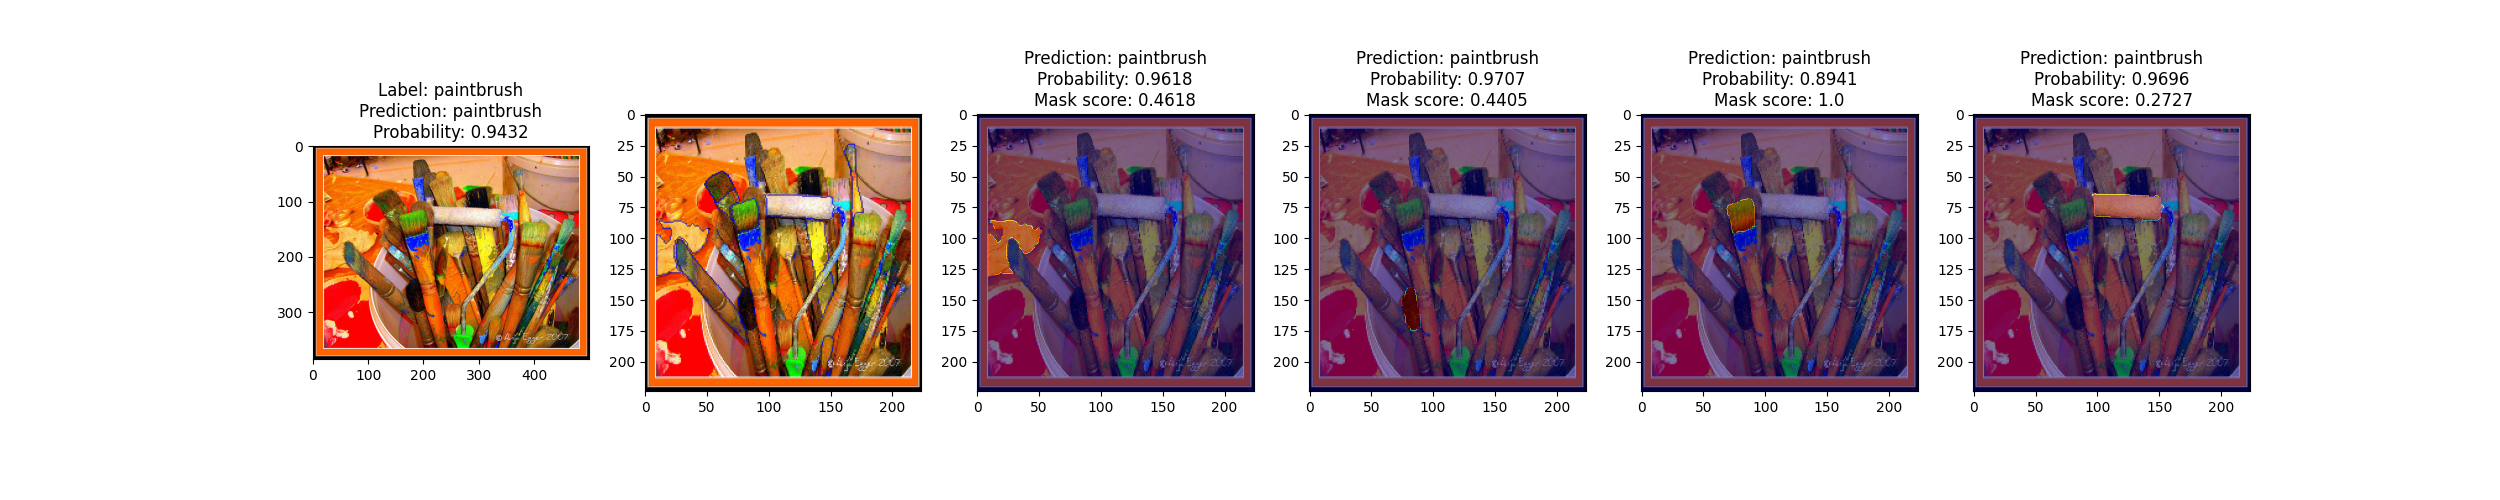 Label: paintbrush
Prediction: paintbrush
Probability: 0.9432
0
100
200
300
0 100 200 300 400
0
25
50
75
100
125
150
175
200
0 50 100 150 200
Prediction: paintbrush
Probability: 0.9618
Mask score: 0.4618
0
25
50
75
100
125
150
175
200
0 50 100 150 200
Prediction: paintbrush
Probability: 0.9707
Mask score: 0.4405
0
25
50
75
100
125
150
175
200
0 50 100 150 200
Prediction: paintbrush
Probability: 0.8941
Mask score: 1.0
0
25
50
75
100
125
150
175
200
0 50 100 150 200
Prediction: paintbrush
Probability: 0.9696
Mask score: 0.2727
0
25
50
75
100
125
150
175
200
0 50 100 150 200